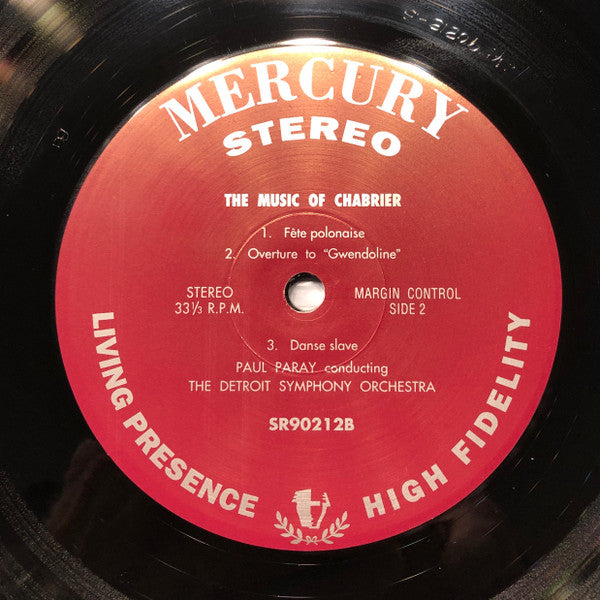 MERCURY
STEREO
THE MUSIC OF CHABRIER
1. Fête polonaise
2. Overture to "Gwendoline"
STEREO
33⅓ R.P.M.
MARGIN CONTROL
SIDE 2
3. Danse slave
PAUL PARAY conducting
THE DETROIT SYMPHONY ORCHESTRA
SR90212B
LIVING PRESENCE
HIGH FIDELITY